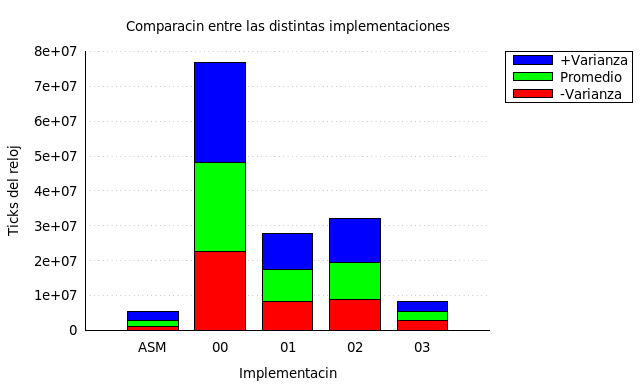 Comparacin entre las distintas implementaciones
8e+07
7e+07
6e+07
5e+07
4e+07
3e+07
2e+07
1e+07
0
Ticks del reloj
ASM 00 01 02 03
Implementacin
+Varianza
Promedio
-Varianza